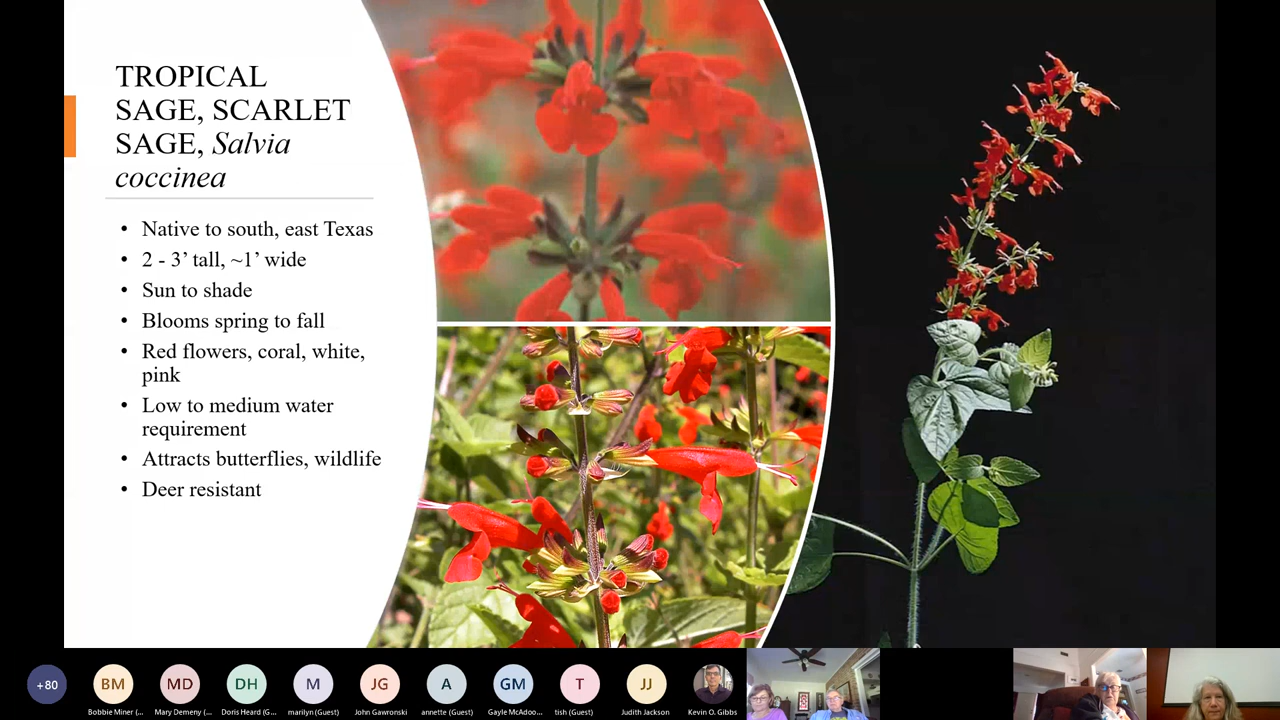 TROPICAL
SAGE, SCARLET
SAGE, Salvia
coccinea
• Native to south, east Texas
• 2 - 3’ tall, ~1’ wide
• Sun to shade
• Blooms spring to fall
• Red flowers, coral, white,
pink
• Low to medium water
requirement
• Attracts butterflies, wildlife
• Deer resistant
+80 BM MD DH M JG A GM T JJ
Bobbie Miner (... Mary Demeny (... Doris Heard (G... marilyn (Guest) John Gawronski annette (Guest) Gayle McAdoo... tish (Guest) Judith Jackson Kevin O. Gibbs